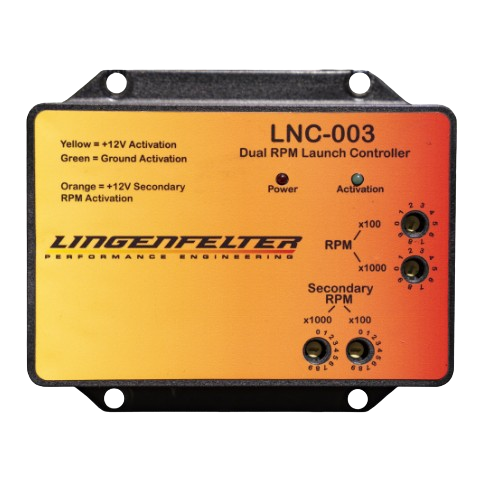 LNC-003
Dual RPM Launch Controller
Yellow = +12V Activation
Green = Ground Activation
Orange = +12V Secondary
RPM Activation
Power
Activation
x100
RPM
x1000
LINGENFELTER
PERFORMANCE ENGINEERING
Secondary
RPM
x1000
x100